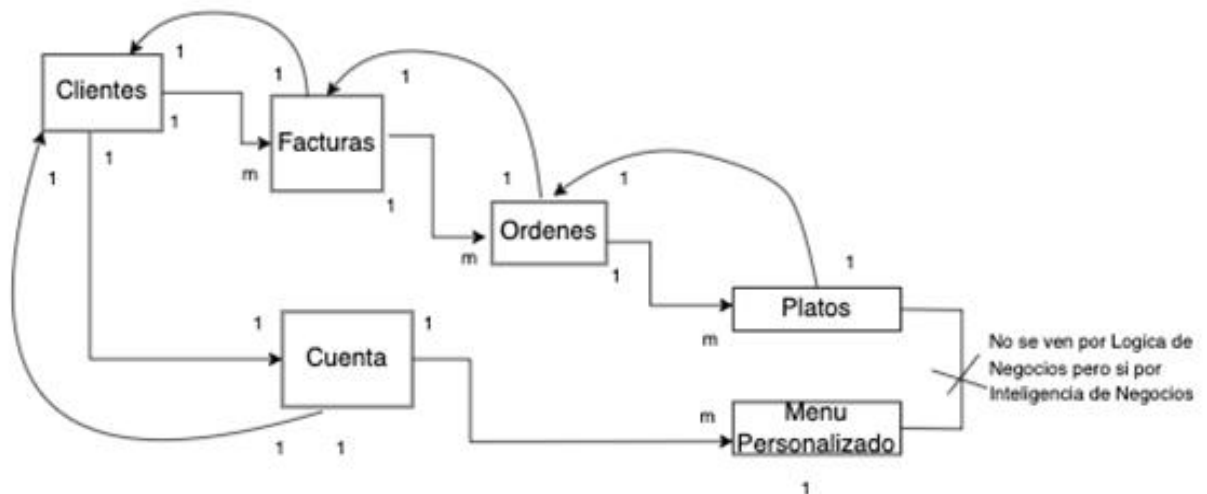 1
1
1
Clientes
1
Facturas
1
1
m
1
1
1
1
Ordenes
m
1
1
Platos
m
1
1
Cuenta
No se ven por Logica de
Negocios pero si por
Inteligencia de Negocios
m
Menu
Personalizado
1
1
1